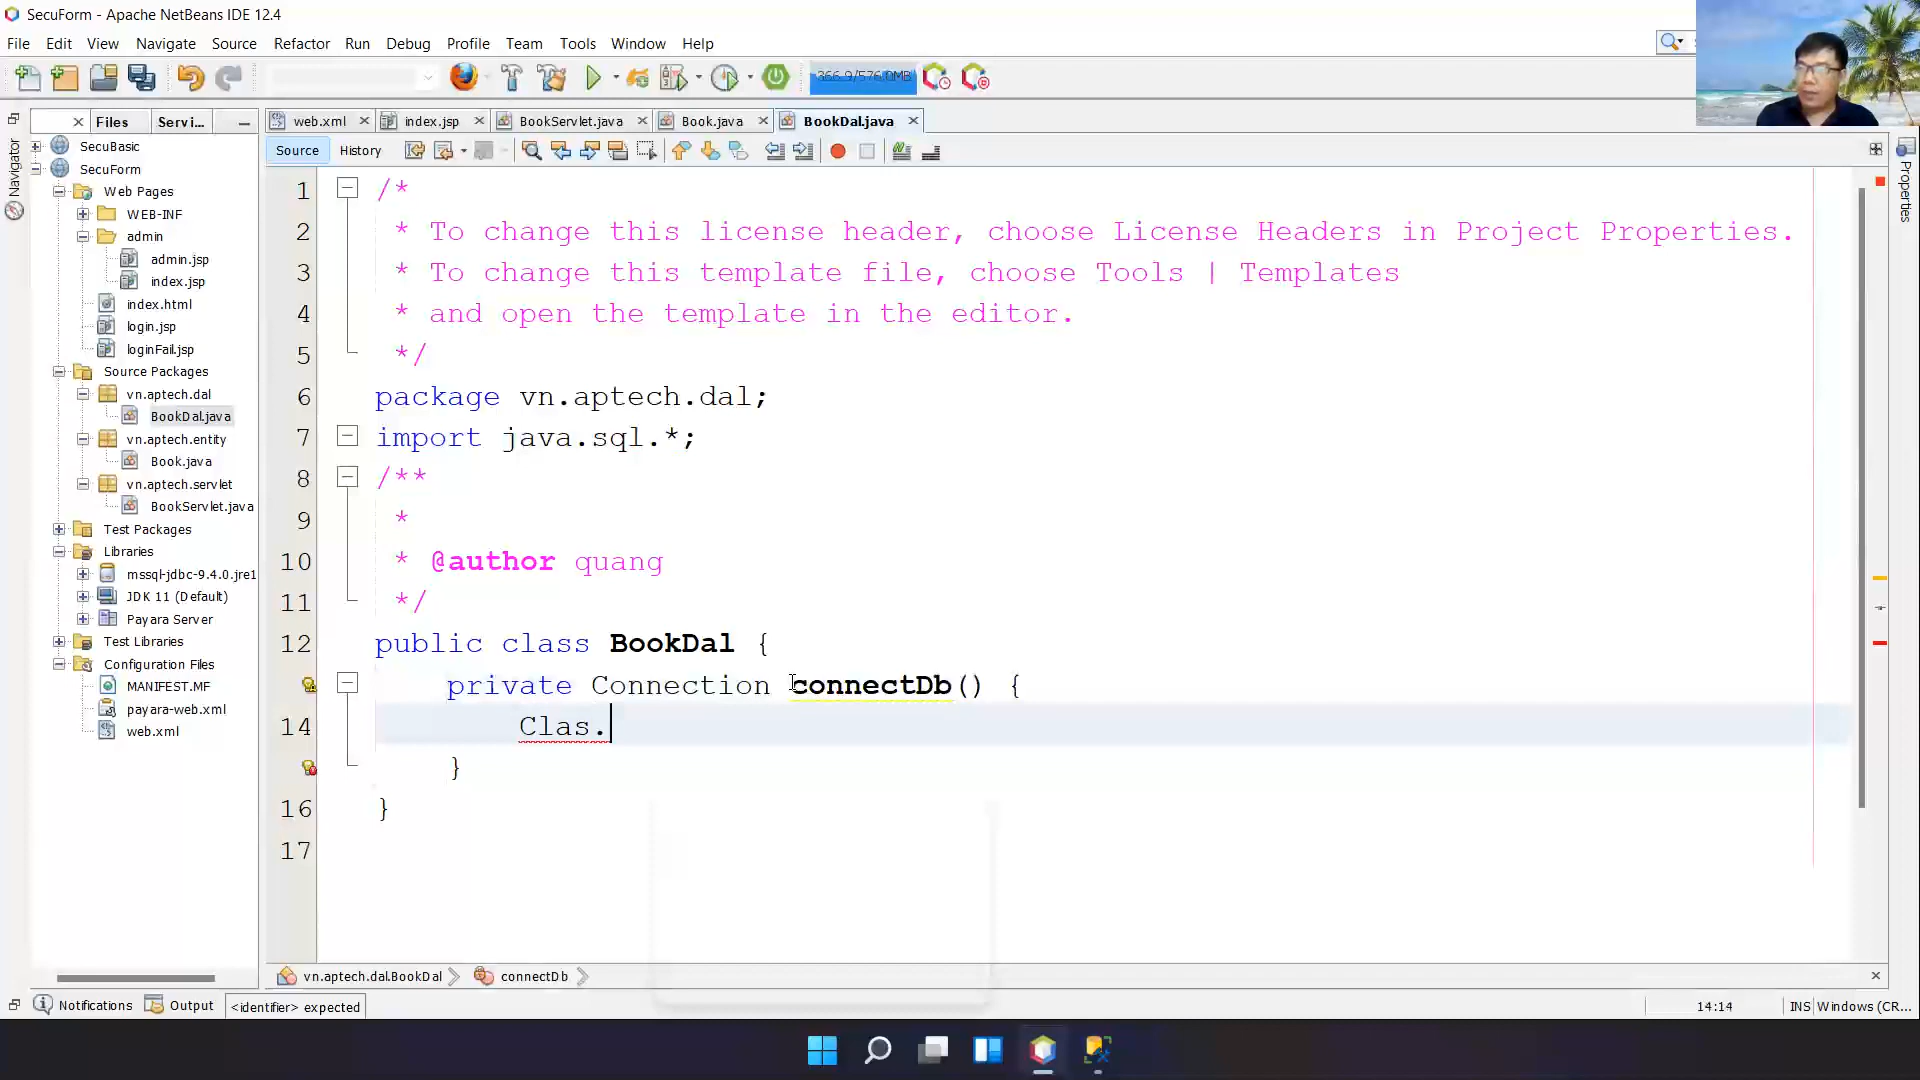 SecuForm - Apache NetBeans IDE 12.4
File Edit View Navigate Source Refactor Run Debug Profile Team Tools Window Help
366.9/576.0MB
Files Servi...
web.xml index.jsp BookServlet.java Book.java BookDal.java
Source History
Navigator
Properties
SecuBasic
SecuForm
Web Pages
WEB-INF
admin
admin.jsp
index.jsp
index.html
login.jsp
loginFail.jsp
Source Packages
vn.aptech.dal
BookDal.java
vn.aptech.entity
Book.java
vn.aptech.servlet
BookServlet.java
Test Packages
Libraries
mssql-jdbc-9.4.0.jre1
JDK 11 (Default)
Payara Server
Test Libraries
Configuration Files
MANIFEST.MF
payara-web.xml
web.xml
1 /*
2 * To change this license header, choose License Headers in Project Properties.
3 * To change this template file, choose Tools | Templates
4 * and open the template in the editor.
5 */
6 package vn.aptech.dal;
7 import java.sql.*;
8 /**
9 *
10 * @author quang
11 */
12 public class BookDal {
private Connection connectDb() {
14 Clas.
}
16 }
17
vn.aptech.dal.BookDal connectDb
Notifications Output <identifier> expected
14:14 INS Windows (CR...